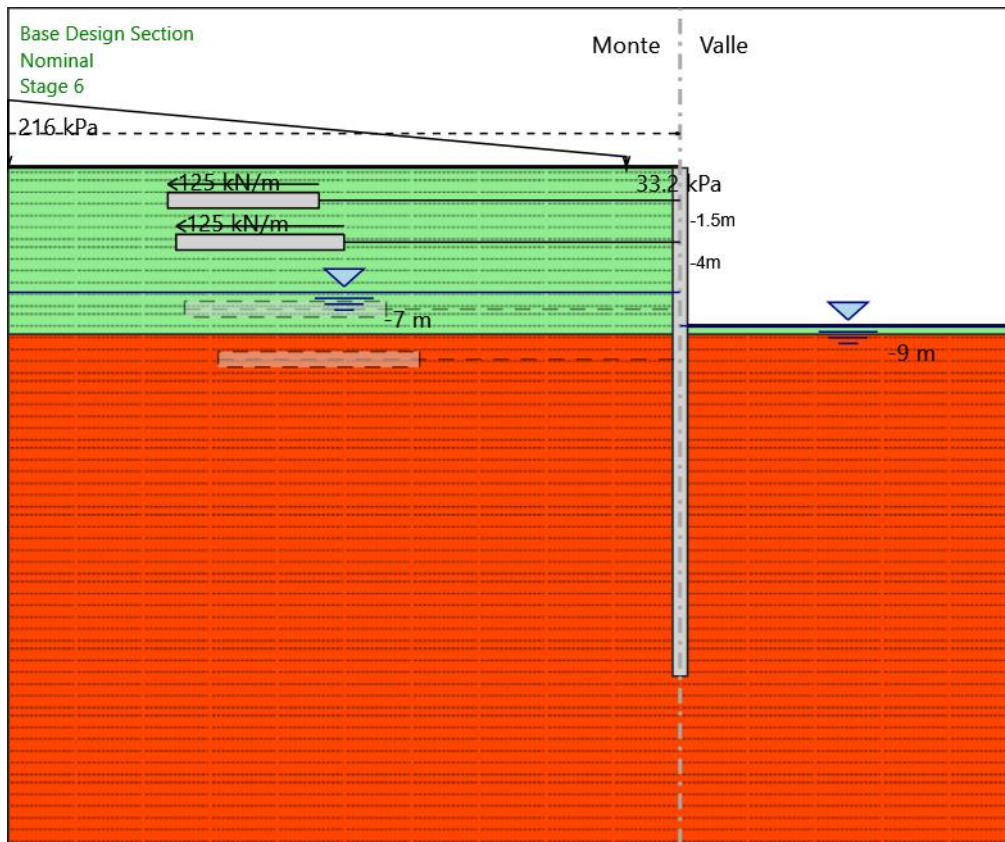 Base Design Section
Nominal
Stage 6
Monte
Valle
216 kPa
125 kN/m
33.2 kPa
-1.5m
125 kN/m
-4m
-7 m
-9 m